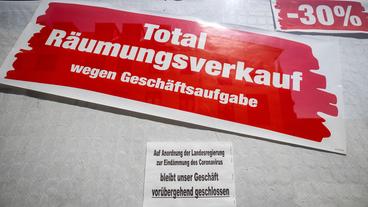 -30%
Total
Räumungsverkauf
wegen Geschäftsaufgabe
Auf Anordnung der Landesregierung
zur Eindämmung des Coronavirus
bleibt unser Geschäft
vorübergehend geschlossen